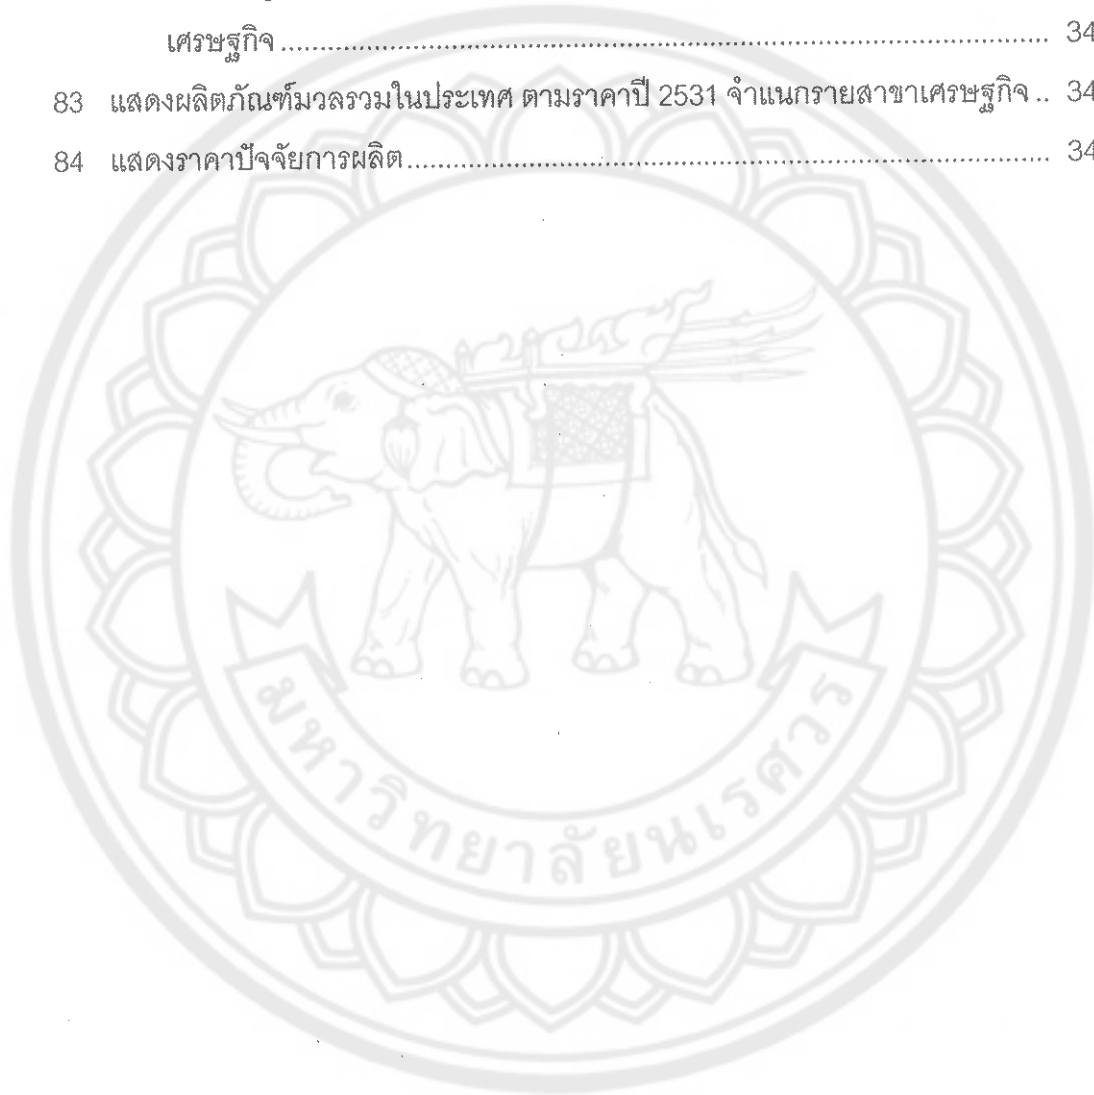 เศรษฐกิจ ........ 34
83 แสดงผลิตภัณฑ์มวลรวมในประเทศ ตามราคาปี 2531 จำแนกรายสาขาเศรษฐกิจ .. 34
84 แสดงราคาปัจจัยการผลิต ........ 34
มหาวิทยาลัยนเรศวร